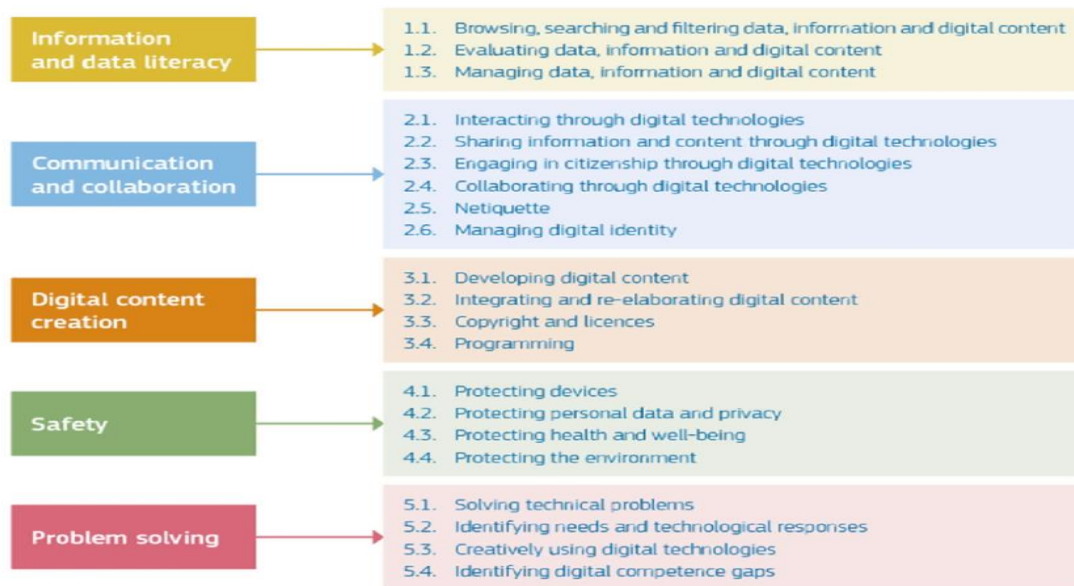 Information
and data literacy
1.1. Browsing, searching and filtering data, information and digital content
1.2. Evaluating data, information and digital content
1.3. Managing data, information and digital content
Communication
and collaboration
2.1. Interacting through digital technologies
2.2. Sharing information and content through digital technologies
2.3. Engaging in citizenship through digital technologies
2.4. Collaborating through digital technologies
2.5. Netiquette
2.6. Managing digital identity
Digital content
creation
3.1. Developing digital content
3.2. Integrating and re-elaborating digital content
3.3. Copyright and licences
3.4. Programming
Safety
4.1. Protecting devices
4.2. Protecting personal data and privacy
4.3. Protecting health and well-being
4.4. Protecting the environment
Problem solving
5.1. Solving technical problems
5.2. Identifying needs and technological responses
5.3. Creatively using digital technologies
5.4. Identifying digital competence gaps